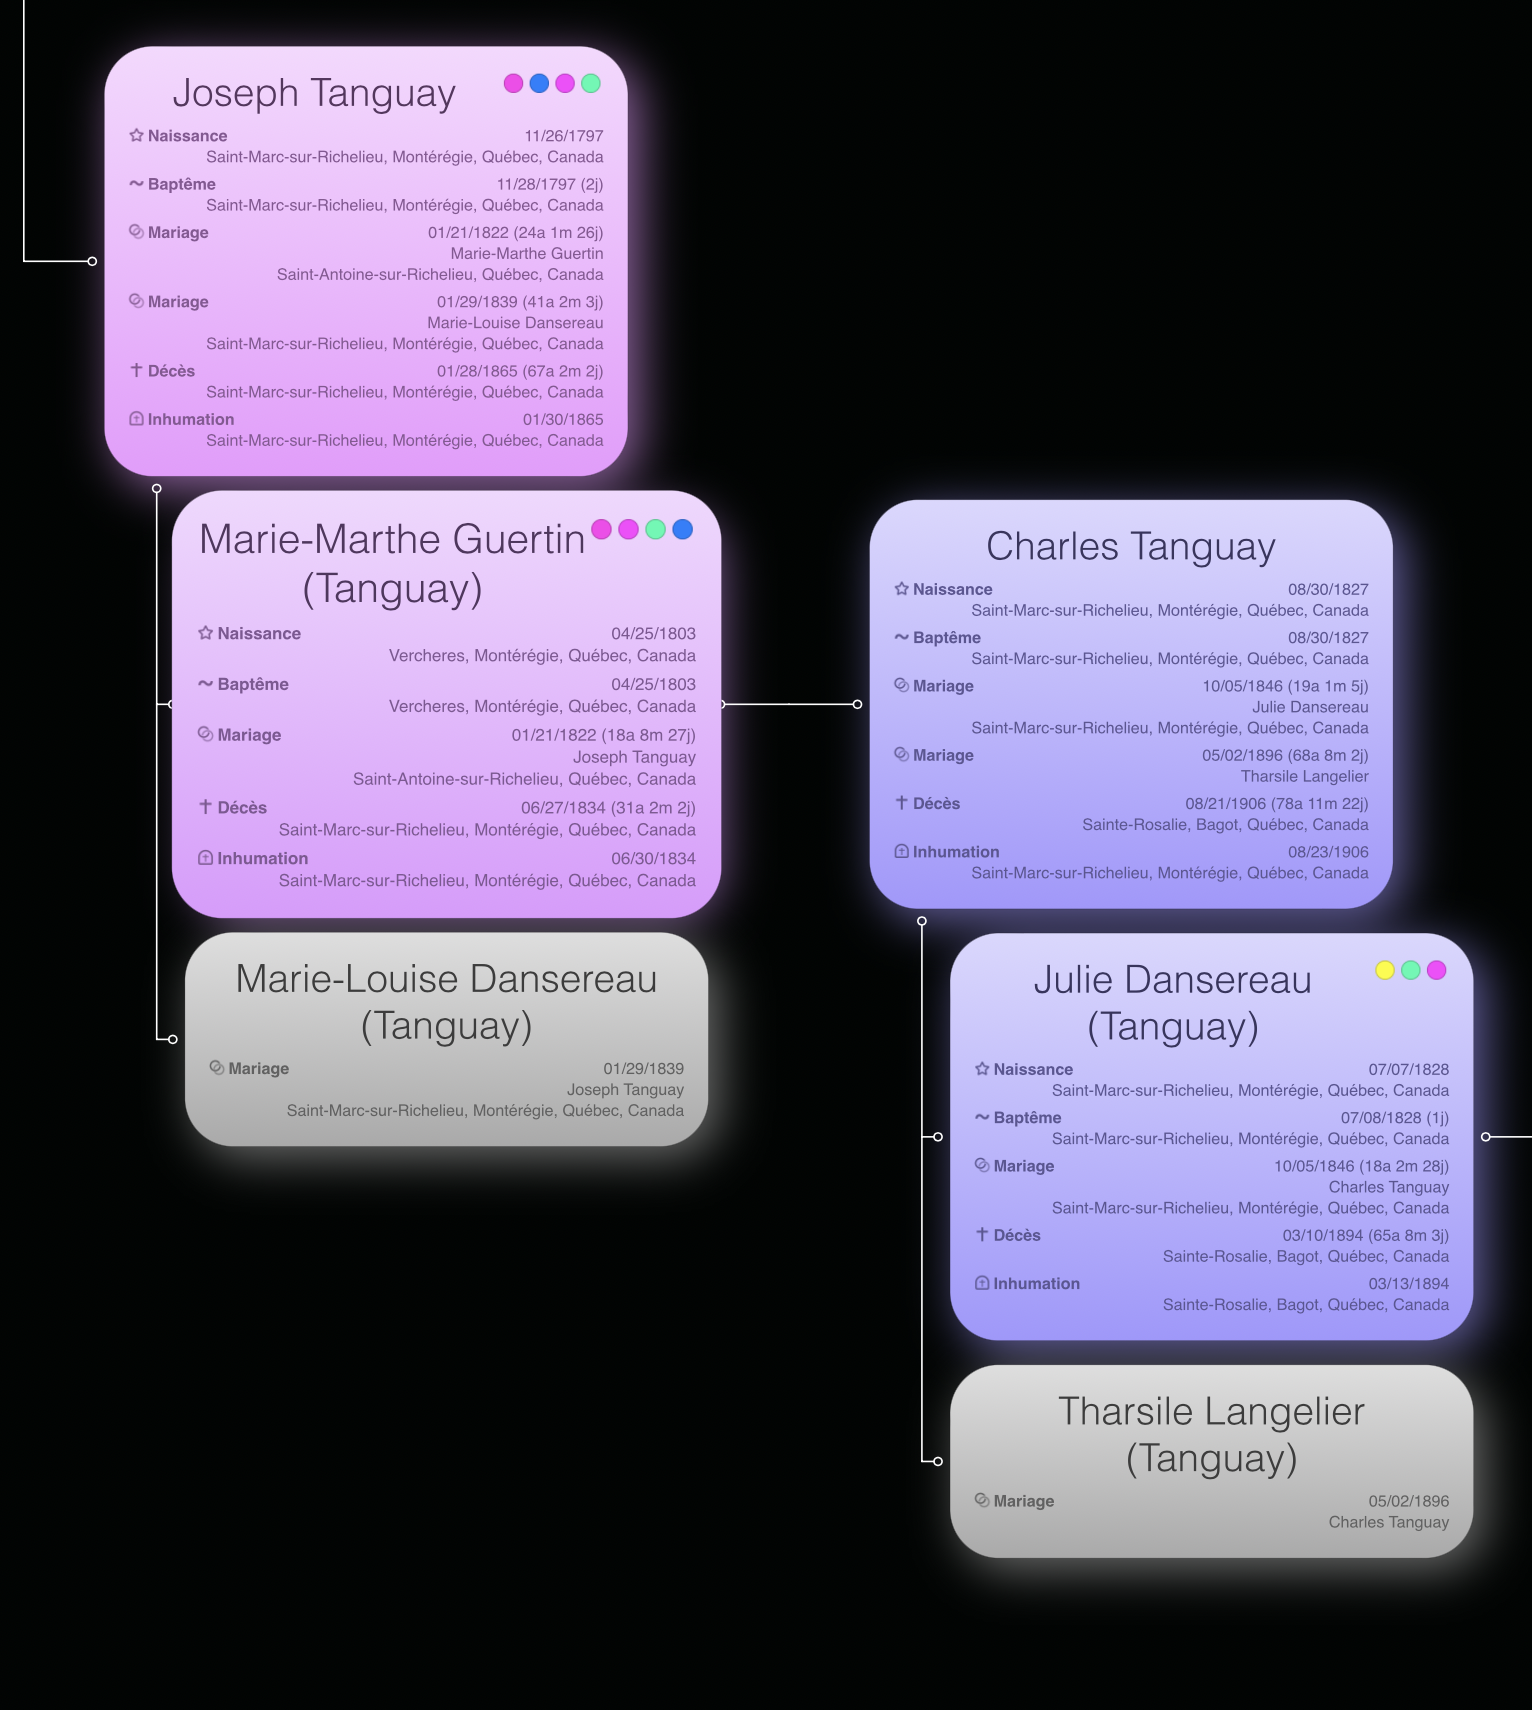 Joseph Tanguay
Naissance 11/26/1797
Saint-Marc-sur-Richelieu, Montérégie, Québec, Canada
Baptême 11/28/1797 (2j)
Saint-Marc-sur-Richelieu, Montérégie, Québec, Canada
Mariage 01/21/1822 (24a 1m 26j)
Marie-Marthe Guertin
Saint-Antoine-sur-Richelieu, Québec, Canada
Mariage 01/29/1839 (41a 2m 3j)
Marie-Louise Dansereau
Saint-Marc-sur-Richelieu, Montérégie, Québec, Canada
Décès 01/28/1865 (67a 2m 2j)
Saint-Marc-sur-Richelieu, Montérégie, Québec, Canada
Inhumation 01/30/1865
Saint-Marc-sur-Richelieu, Montérégie, Québec, Canada
Marie-Marthe Guertin
(Tanguay)
Naissance 04/25/1803
Vercheres, Montérégie, Québec, Canada
Baptême 04/25/1803
Vercheres, Montérégie, Québec, Canada
Mariage 01/21/1822 (18a 8m 27j)
Joseph Tanguay
Saint-Antoine-sur-Richelieu, Québec, Canada
Décès 06/27/1834 (31a 2m 2j)
Saint-Marc-sur-Richelieu, Montérégie, Québec, Canada
Inhumation 06/30/1834
Saint-Marc-sur-Richelieu, Montérégie, Québec, Canada
Marie-Louise Dansereau
(Tanguay)
Mariage 01/29/1839
Joseph Tanguay
Saint-Marc-sur-Richelieu, Montérégie, Québec, Canada
Charles Tanguay
Naissance 08/30/1827
Saint-Marc-sur-Richelieu, Montérégie, Québec, Canada
Baptême 08/30/1827
Saint-Marc-sur-Richelieu, Montérégie, Québec, Canada
Mariage 10/05/1846 (19a 1m 5j)
Julie Dansereau
Saint-Marc-sur-Richelieu, Montérégie, Québec, Canada
Mariage 05/02/1896 (68a 8m 2j)
Tharsile Langelier
Décès 08/21/1906 (78a 11m 22j)
Sainte-Rosalie, Bagot, Québec, Canada
Inhumation 08/23/1906
Saint-Marc-sur-Richelieu, Montérégie, Québec, Canada
Julie Dansereau
(Tanguay)
Naissance 07/07/1828
Saint-Marc-sur-Richelieu, Montérégie, Québec, Canada
Baptême 07/08/1828 (1j)
Saint-Marc-sur-Richelieu, Montérégie, Québec, Canada
Mariage 10/05/1846 (18a 2m 28j)
Charles Tanguay
Saint-Marc-sur-Richelieu, Montérégie, Québec, Canada
Décès 03/10/1894 (65a 8m 3j)
Sainte-Rosalie, Bagot, Québec, Canada
Inhumation 03/13/1894
Sainte-Rosalie, Bagot, Québec, Canada
Tharsile Langelier
(Tanguay)
Mariage 05/02/1896
Charles Tanguay